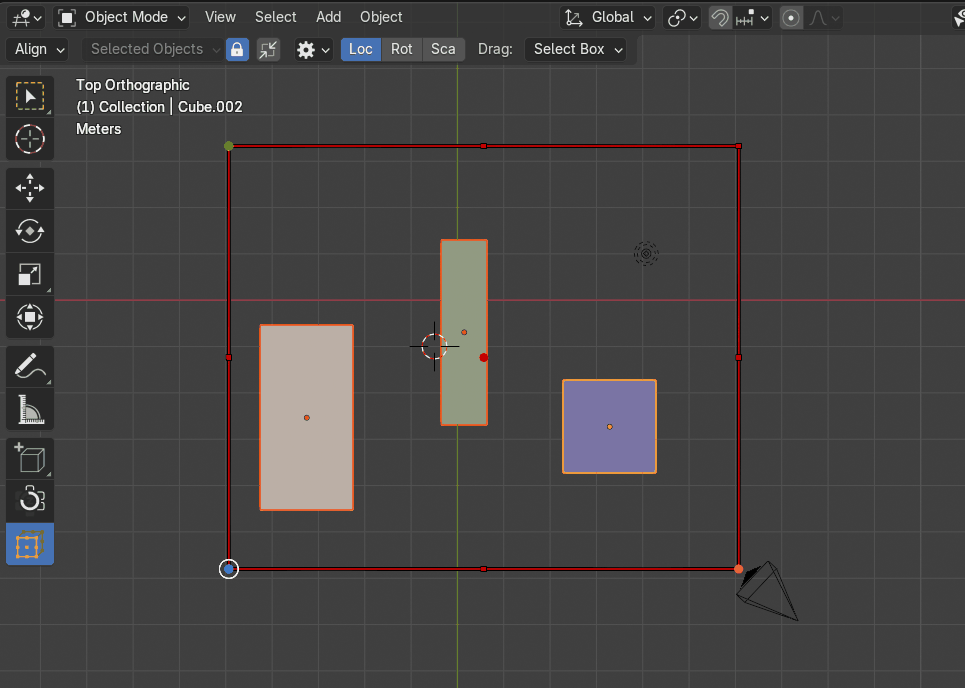 Object Mode View Select Add Object Global
Align Selected Objects Loc Rot Sca Drag: Select Box
Top Orthographic
(1) Collection | Cube.002
Meters